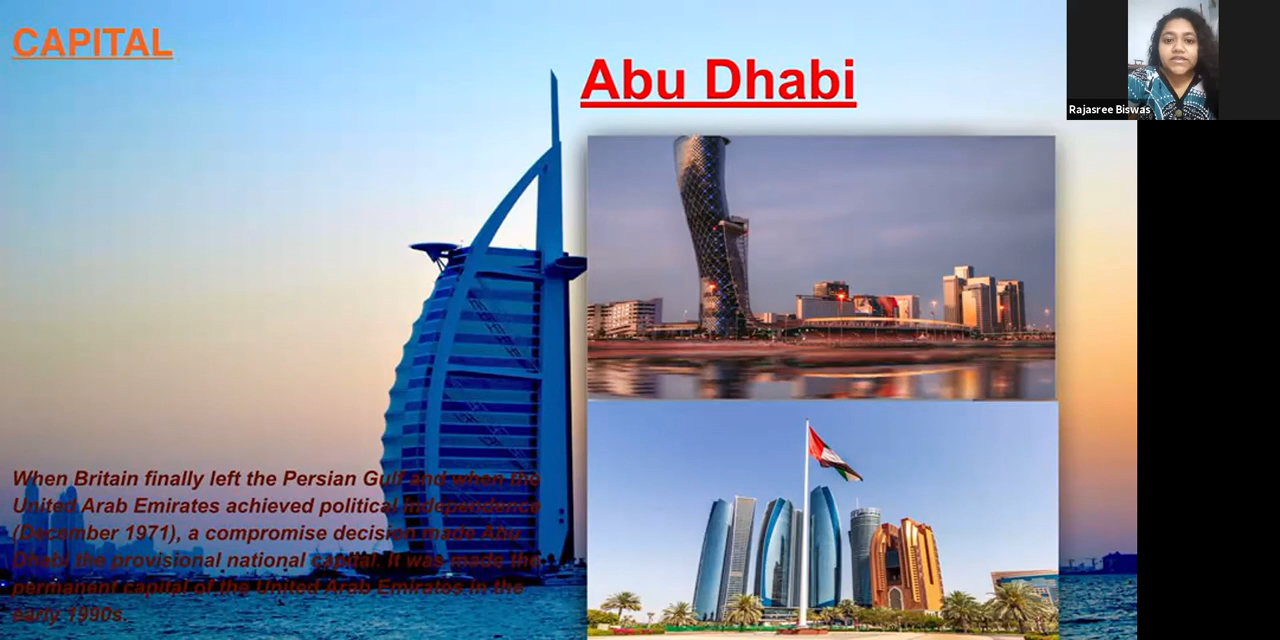 CAPITAL
Abu Dhabi
Rajasree Biswas
When Britain finally left the Persian Gulf and when the
United Arab Emirates achieved political independence
(December 1971), a compromise decision made Abu
Dhabi the provisional national capital. It was made the
permanent capital of the United Arab Emirates in the
early 1990s.